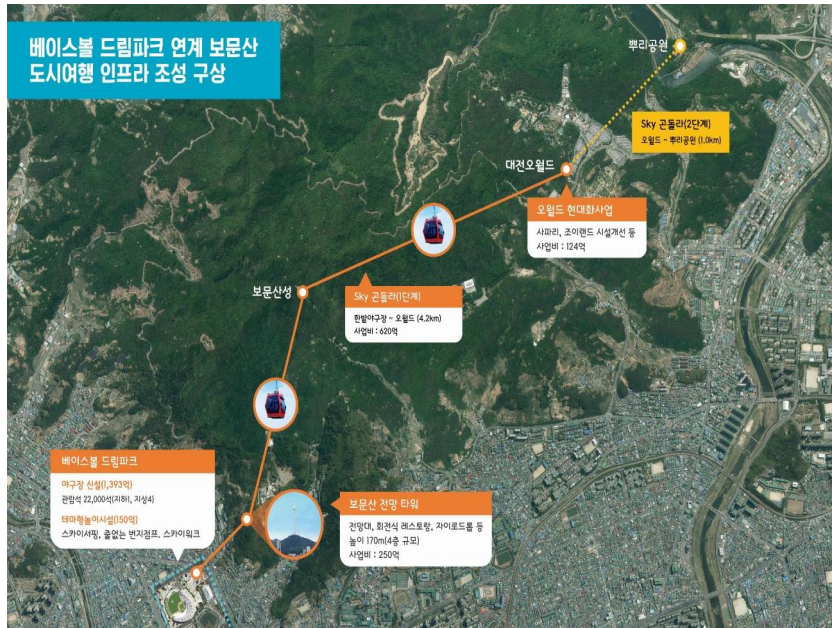 베이스볼 드림파크 연계 보문산
도시여행 인프라 조성 구상
뿌리공원
Sky 곤돌라(2단계)
오월드 ~ 뿌리공원 (1.0km)
대전오월드
오월드 현대화사업
사파리, 조이랜드 시설개선 등
사업비 : 124억
보문산성
Sky 곤돌라(1단계)
한밭야구장 ~ 오월드 (4.2km)
사업비 : 620억
베이스볼 드림파크
야구장 신설(1,393억)
관람석 22,000석(지하1, 지상4)
테마형놀이시설(150억)
스카이서핑, 줄없는 번지점프, 스카이워크
보문산 전망 타워
전망대, 회전식 레스토랑, 자이로드롭 등
높이 170m(4층 규모)
사업비 : 250억